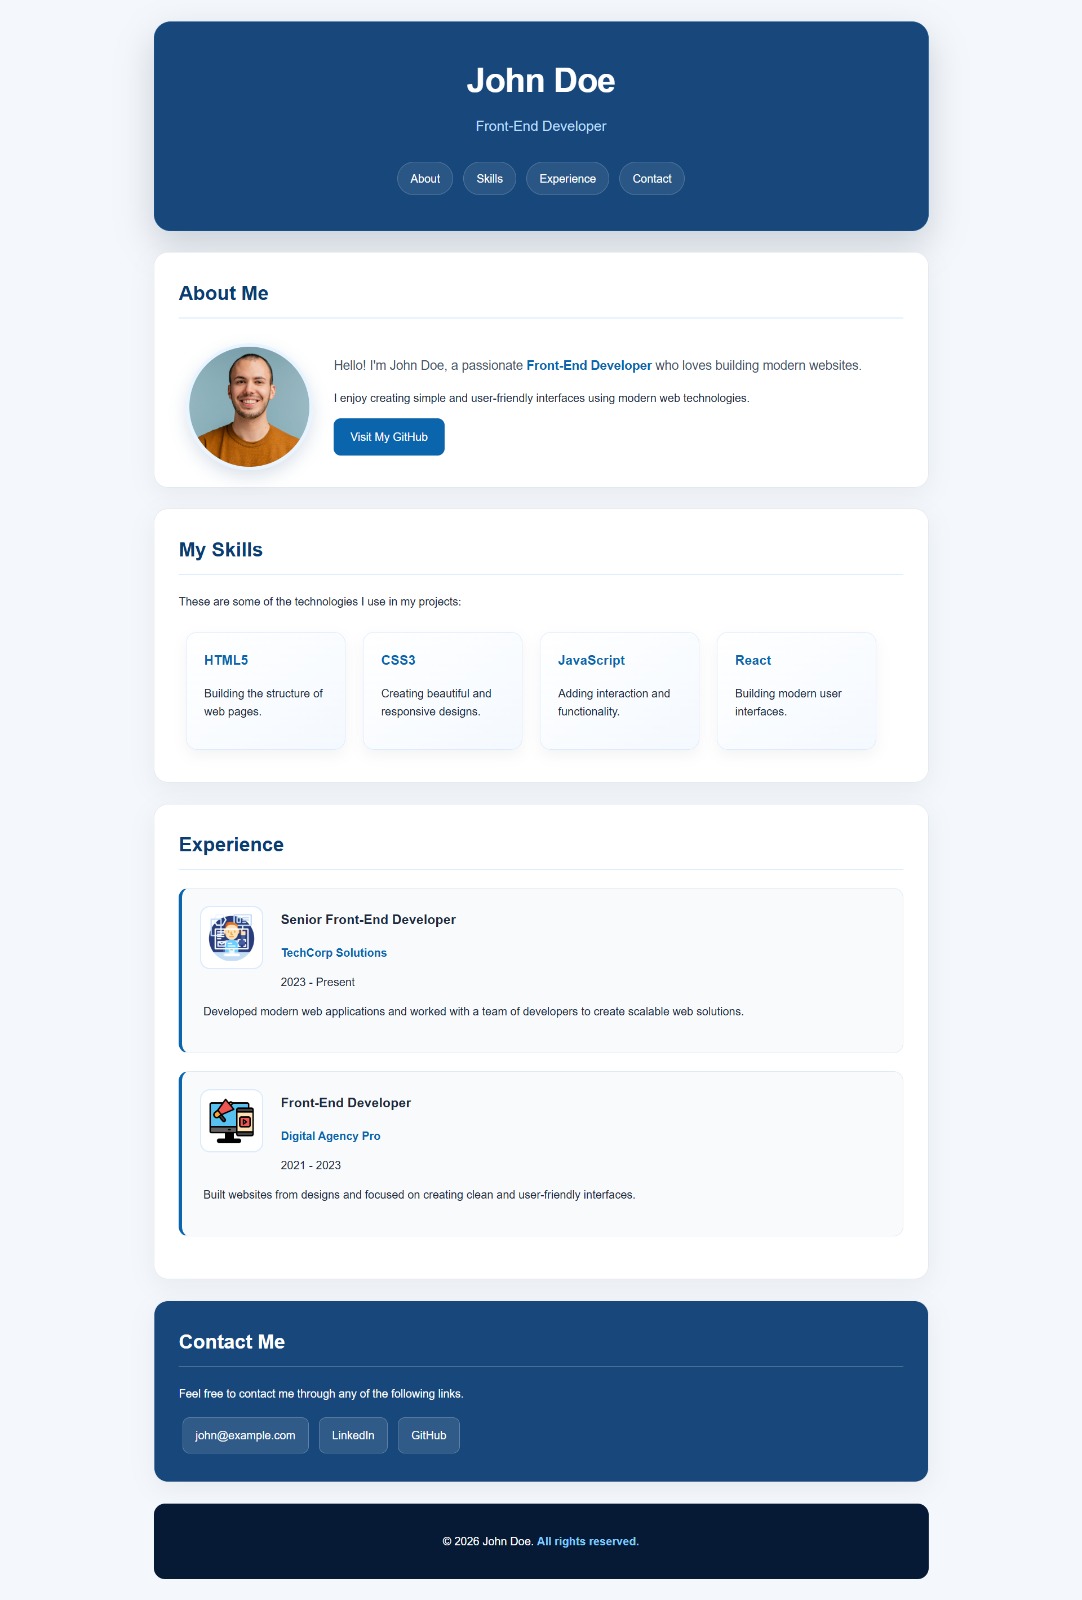 John Doe
Front-End Developer
About
Skills
Experience
Contact
About Me
Hello! I'm John Doe, a passionate Front-End Developer who loves building modern websites.
I enjoy creating simple and user-friendly interfaces using modern web technologies.
Visit My GitHub
My Skills
These are some of the technologies I use in my projects:
HTML5
Building the structure of
web pages.
CSS3
Creating beautiful and
responsive designs.
JavaScript
Adding interaction and
functionality.
React
Building modern user
interfaces.
Experience
Senior Front-End Developer
TechCorp Solutions
2023 - Present
Developed modern web applications and worked with a team of developers to create scalable web solutions.
Front-End Developer
Digital Agency Pro
2021 - 2023
Built websites from designs and focused on creating clean and user-friendly interfaces.
Contact Me
Feel free to contact me through any of the following links.
john@example.com
LinkedIn
GitHub
© 2026 John Doe. All rights reserved.